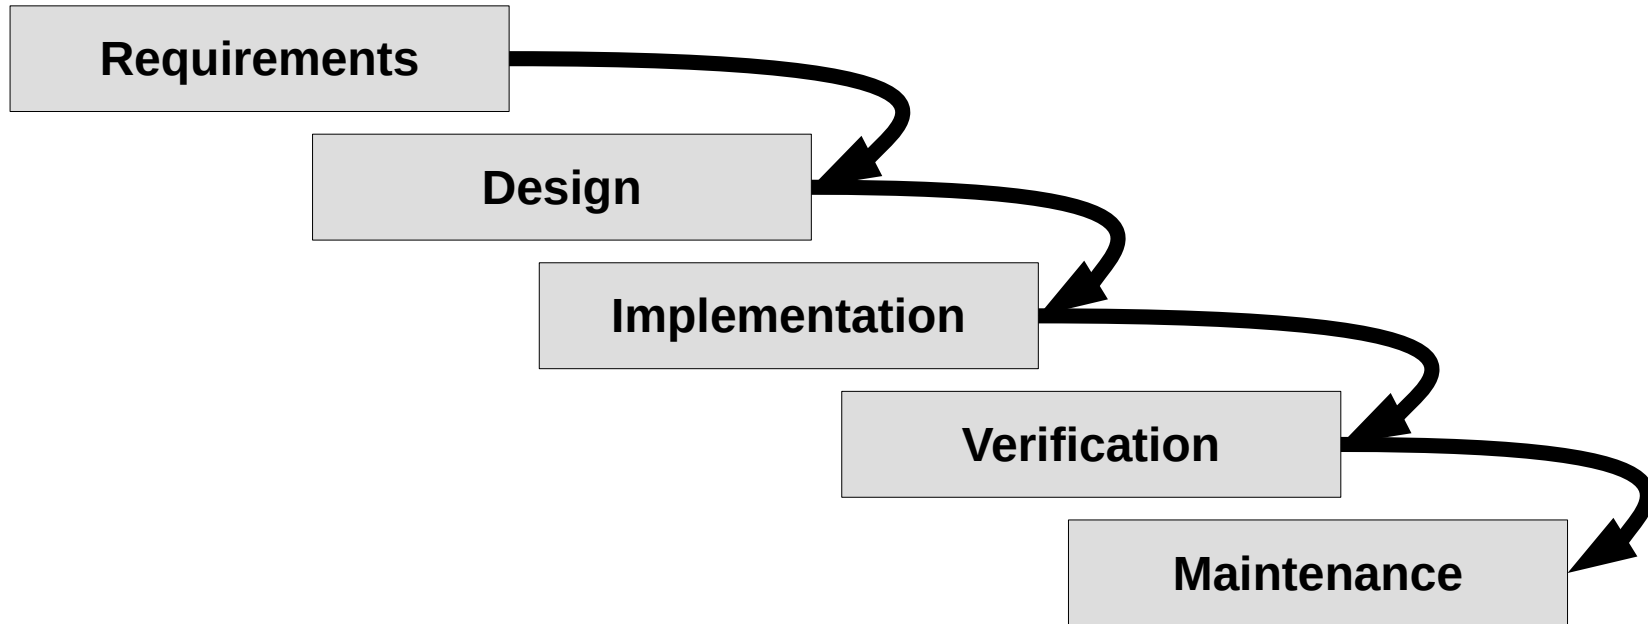 Requirements
Design
Implementation
Verification
Maintenance